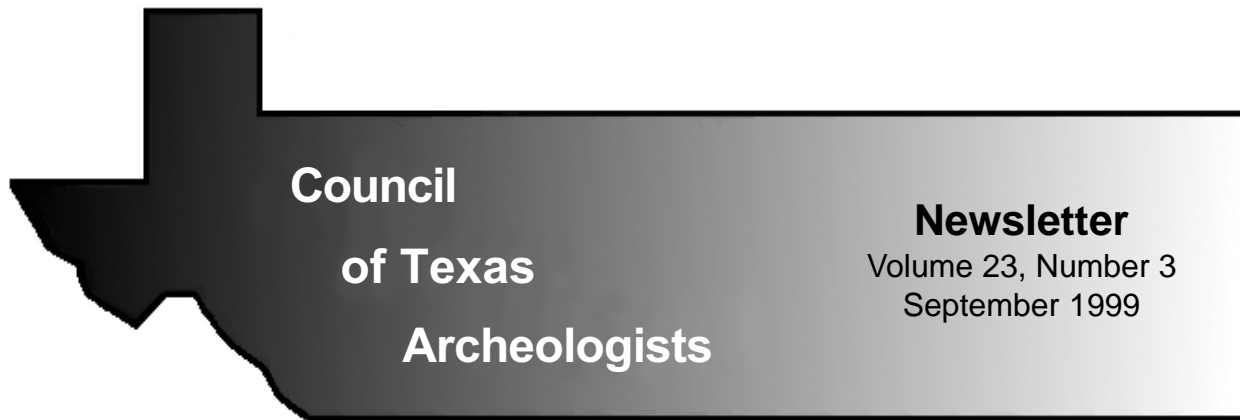 Council
of Texas
Archeologists
Newsletter
Volume 23, Number 3
September 1999